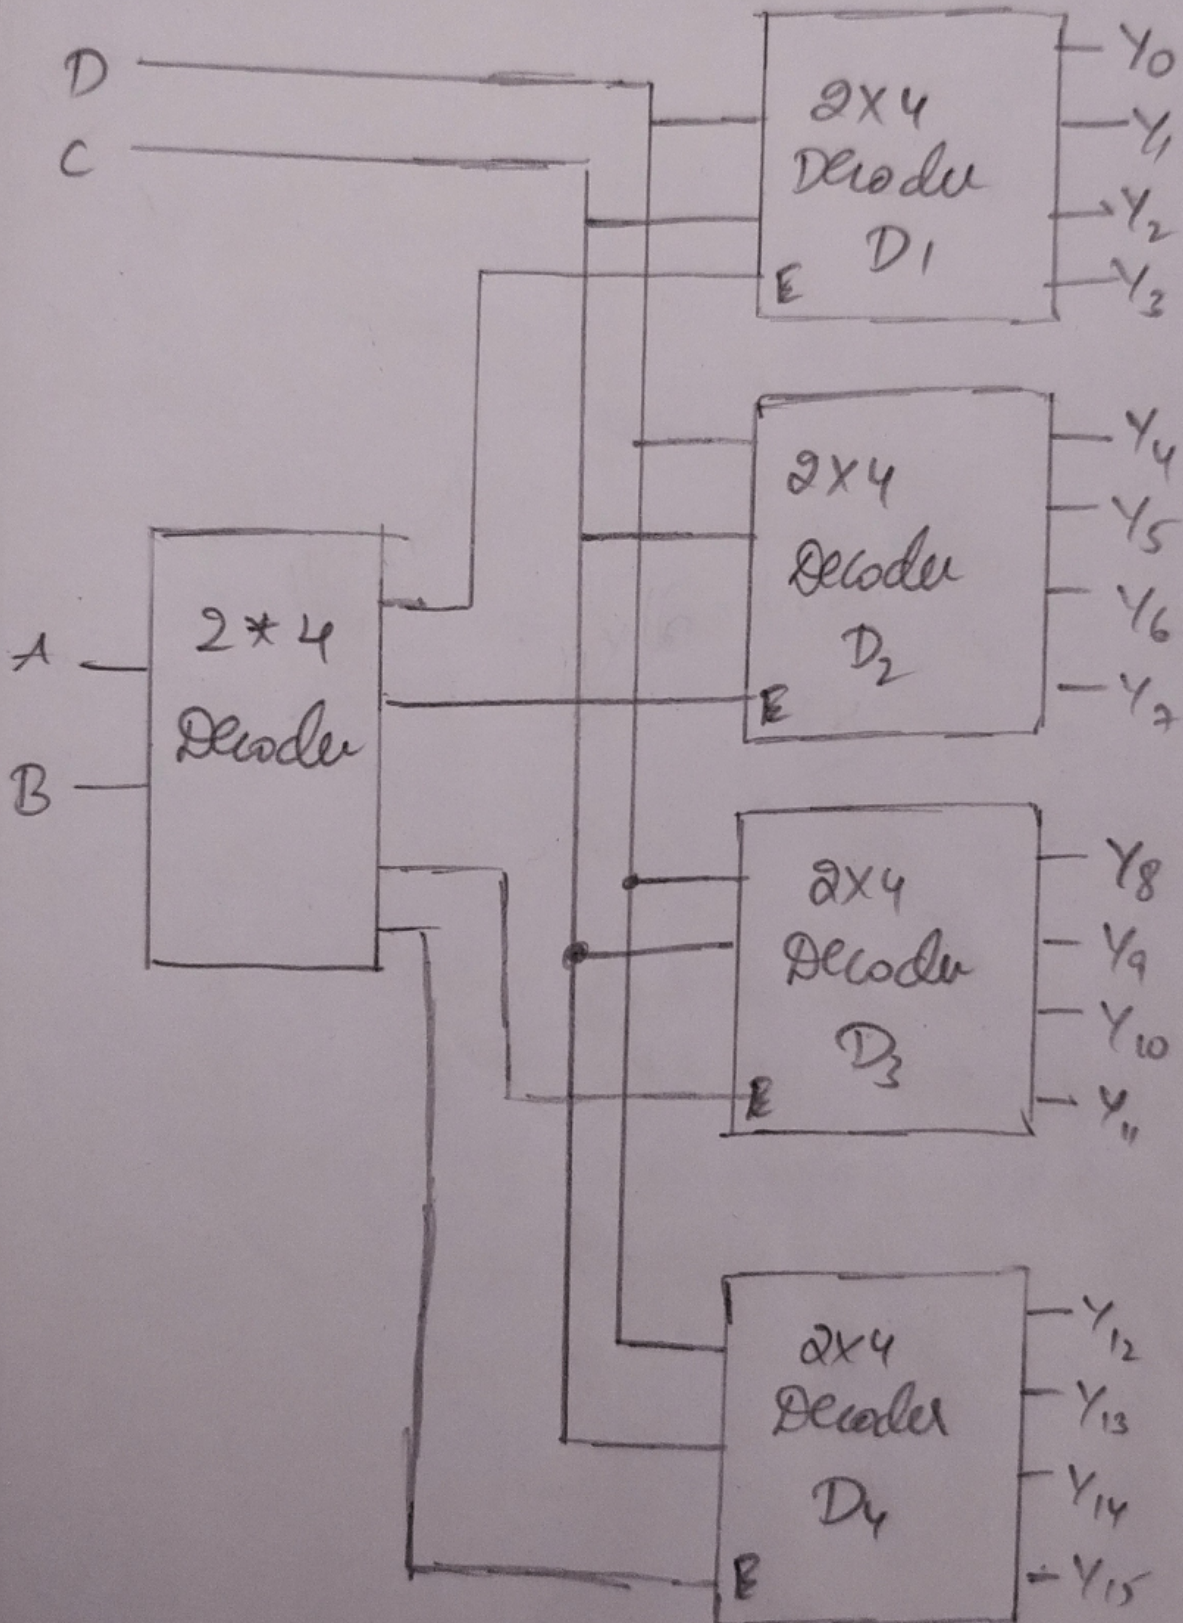 D
C
2X4
Decoder
D1
E
Y0
Y1
Y2
Y3
2X4
Decoder
D2
E
Y4
Y5
Y6
Y7
A
B
2*4
Decoder
2X4
Decoder
D3
E
Y8
Y9
Y10
Y11
2X4
Decoder
D4
E
Y12
Y13
Y14
Y15